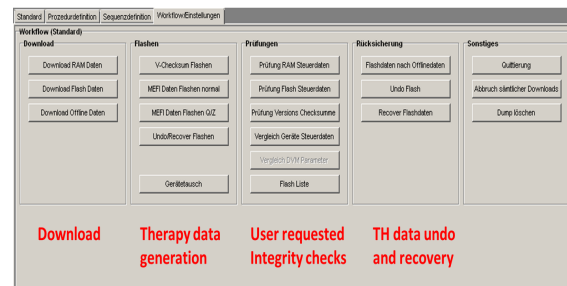 Standard Prozedurdefinition Sequenzdefinition Workflow/Einstellungen
Workflow (Standard)
Download
Download RAM Daten
Download Flash Daten
Download Offline Daten
Flashen
V-Checksum Flashen
MEFI Daten Flashen normal
MEFI Daten Flashen Q/Z
Undo/Recover Flashen
Gerätetausch
Prüfungen
Prüfung RAM Steuerdaten
Prüfung Flash Steuerdaten
Prüfung Versions Checksumme
Vergleich Geräte Steuerdaten
Vergleich DVM Parameter
Flash Liste
Rücksicherung
Flashdaten nach Offlinedaten
Undo Flash
Recover Flashdaten
Sonstiges
Quittierung
Abbruch sämtlicher Downloads
Dump löschen
Download
Therapy data
generation
User requested
Integrity checks
TH data undo
and recovery